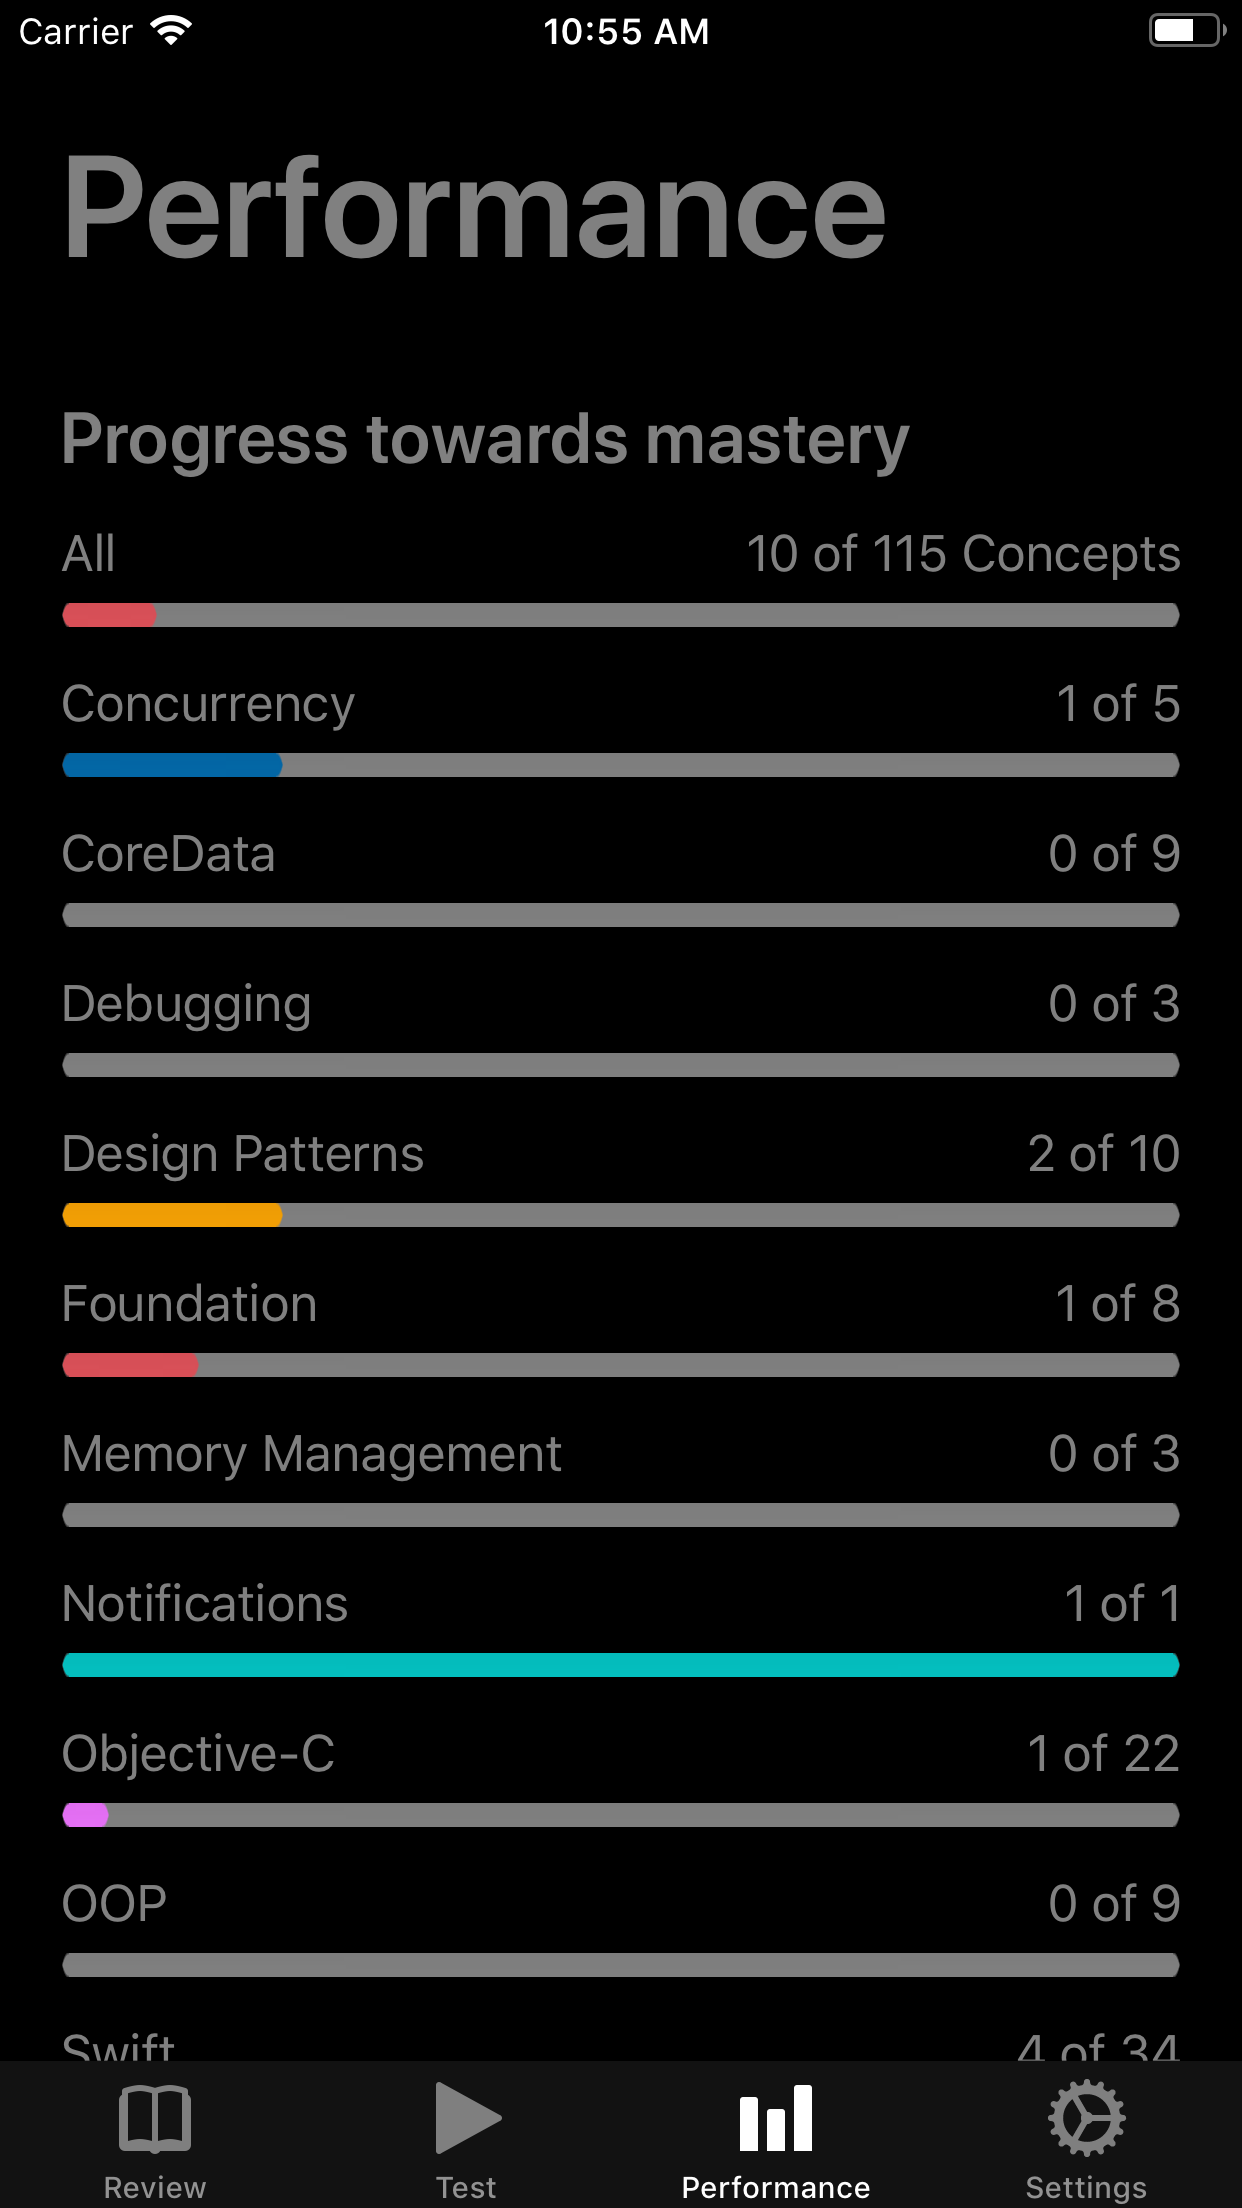 Carrier 10:55 AM
Performance
Progress towards mastery
All 10 of 115 Concepts
Concurrency 1 of 5
CoreData 0 of 9
Debugging 0 of 3
Design Patterns 2 of 10
Foundation 1 of 8
Memory Management 0 of 3
Notifications 1 of 1
Objective-C 1 of 22
OOP 0 of 9
Swift 4 of 34
Review Test Performance Settings